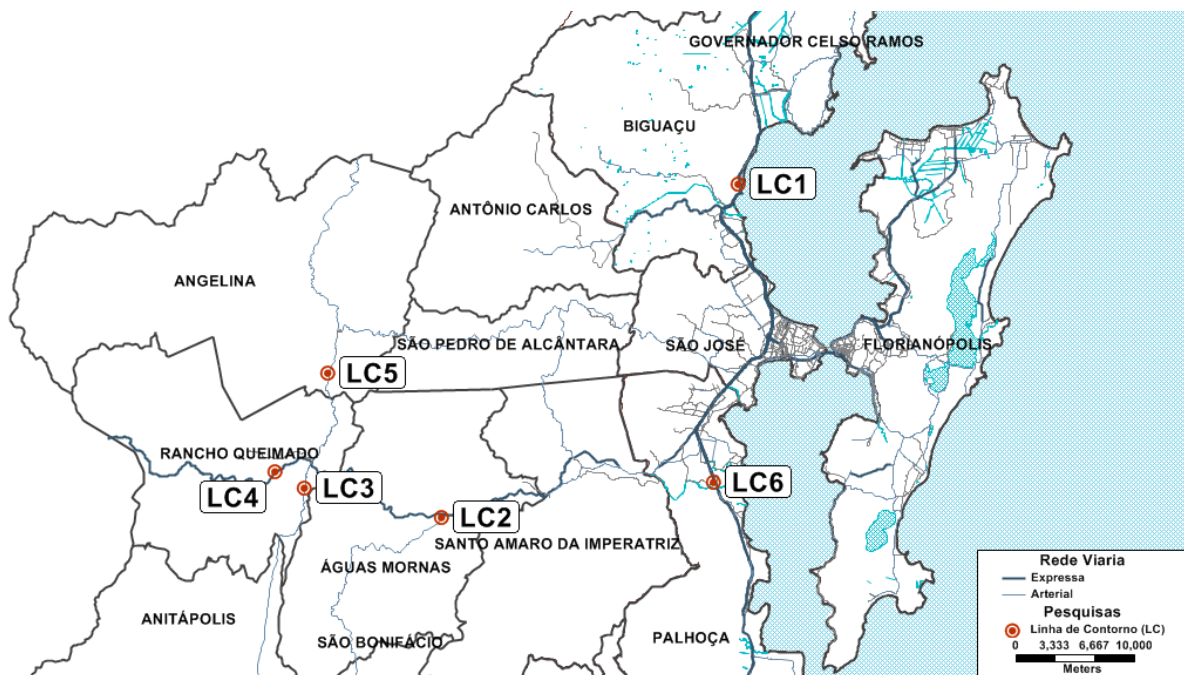 GOVERNADOR CELSO RAMOS
BIGUAÇU
LC1
ANTÔNIO CARLOS
ANGELINA
SÃO PEDRO DE ALCÂNTARA
SÃO JOSÉ
FLORIANÓPOLIS
LC5
RANCHO QUEIMADO
LC4
LC3
LC6
LC2
SANTO AMARO DA IMPERATRIZ
ÁGUAS MORNAS
ANITÁPOLIS
SÃO BONIFÁCIO
PALHOÇA
Rede Viaria
Expressa
Arterial
Pesquisas
Linha de Contorno (LC)
0 3,333 6,667 10,000
Meters